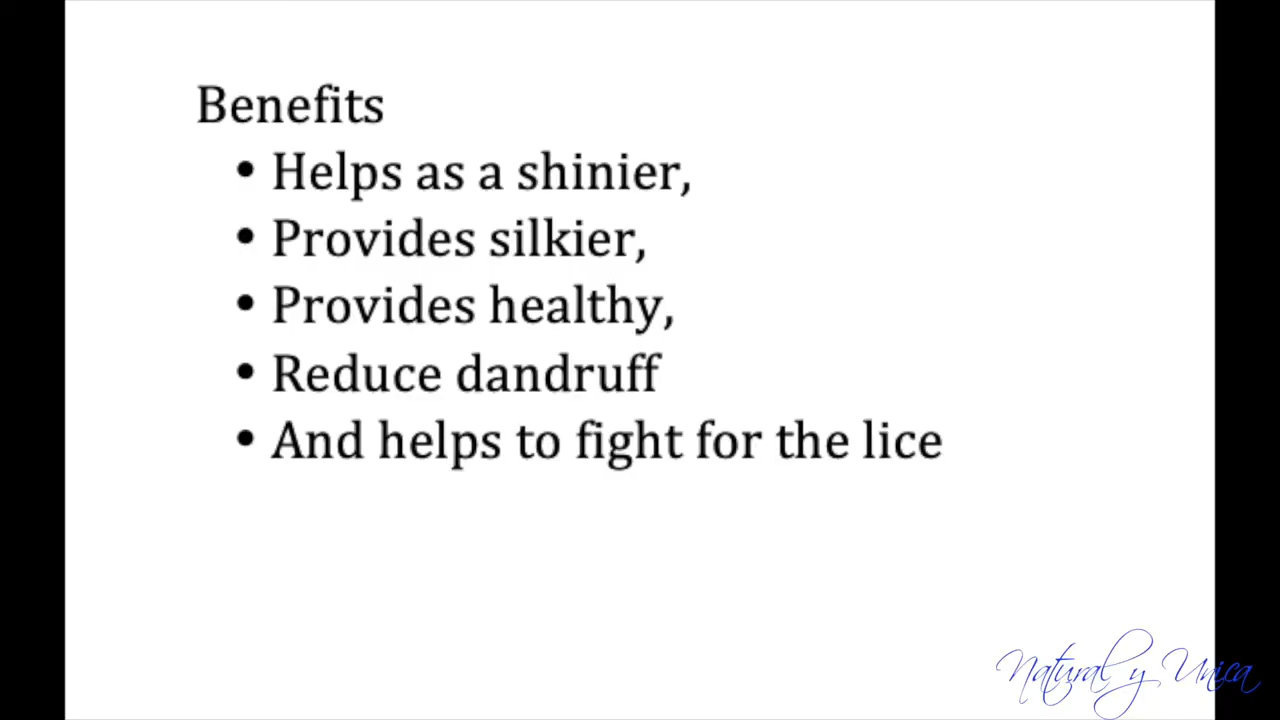 Benefits
• Helps as a shinier,
• Provides silkier,
• Provides healthy,
• Reduce dandruff
• And helps to fight for the lice
Natural y Unica